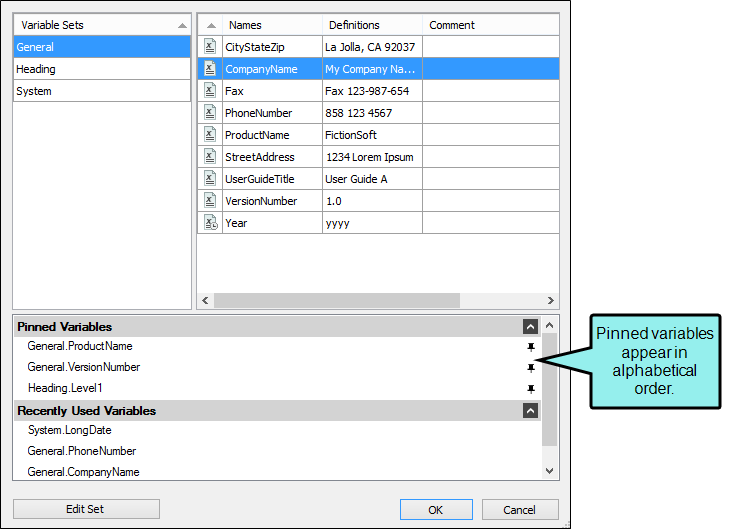 Variable Sets
General
Heading
System
Names Definitions Comment
CityStateZip La Jolla, CA 92037
CompanyName My Company Na...
Fax Fax 123-987-654
PhoneNumber 858 123 4567
ProductName FictionSoft
StreetAddress 1234 Lorem Ipsum
UserGuideTitle User Guide A
VersionNumber 1.0
Year yyyy
Pinned Variables
General.ProductName
General.VersionNumber
Heading.Level1
Recently Used Variables
System.LongDate
General.PhoneNumber
General.CompanyName
Edit Set OK Cancel
Pinned variables
appear in
alphabetical
order.